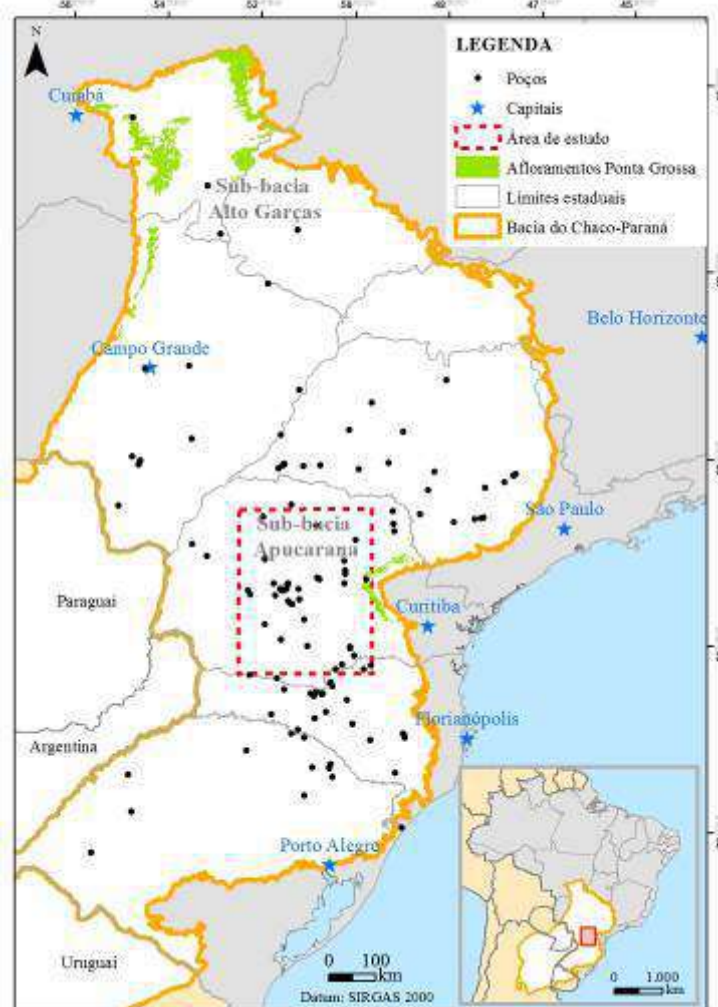 N
LEGENDA
Poços
Capitais
Área de estudo
Afloramentos Ponta Grossa
Limites estaduais
Bacia do Chaco-Paraná
Cuiabá
Sub-bacia
Alto Garças
Belo Horizonte
Campo Grande
São Paulo
Sub-bacia
Apucarana
Paraguai
Curitiba
Florianópolis
Argentina
Porto Alegre
Uruguai
0 100
km
Datum: SIRGAS 2000
0 1.000
km